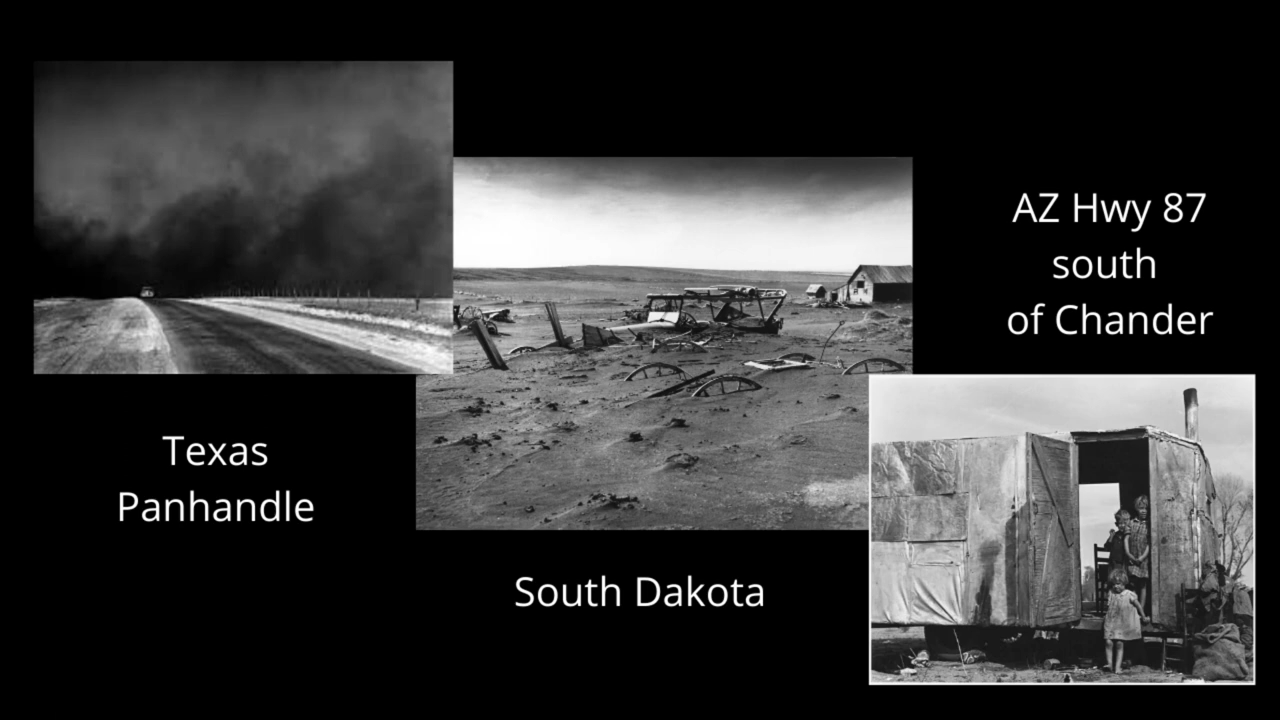 Texas
Panhandle
South Dakota
AZ Hwy 87
south
of Chander